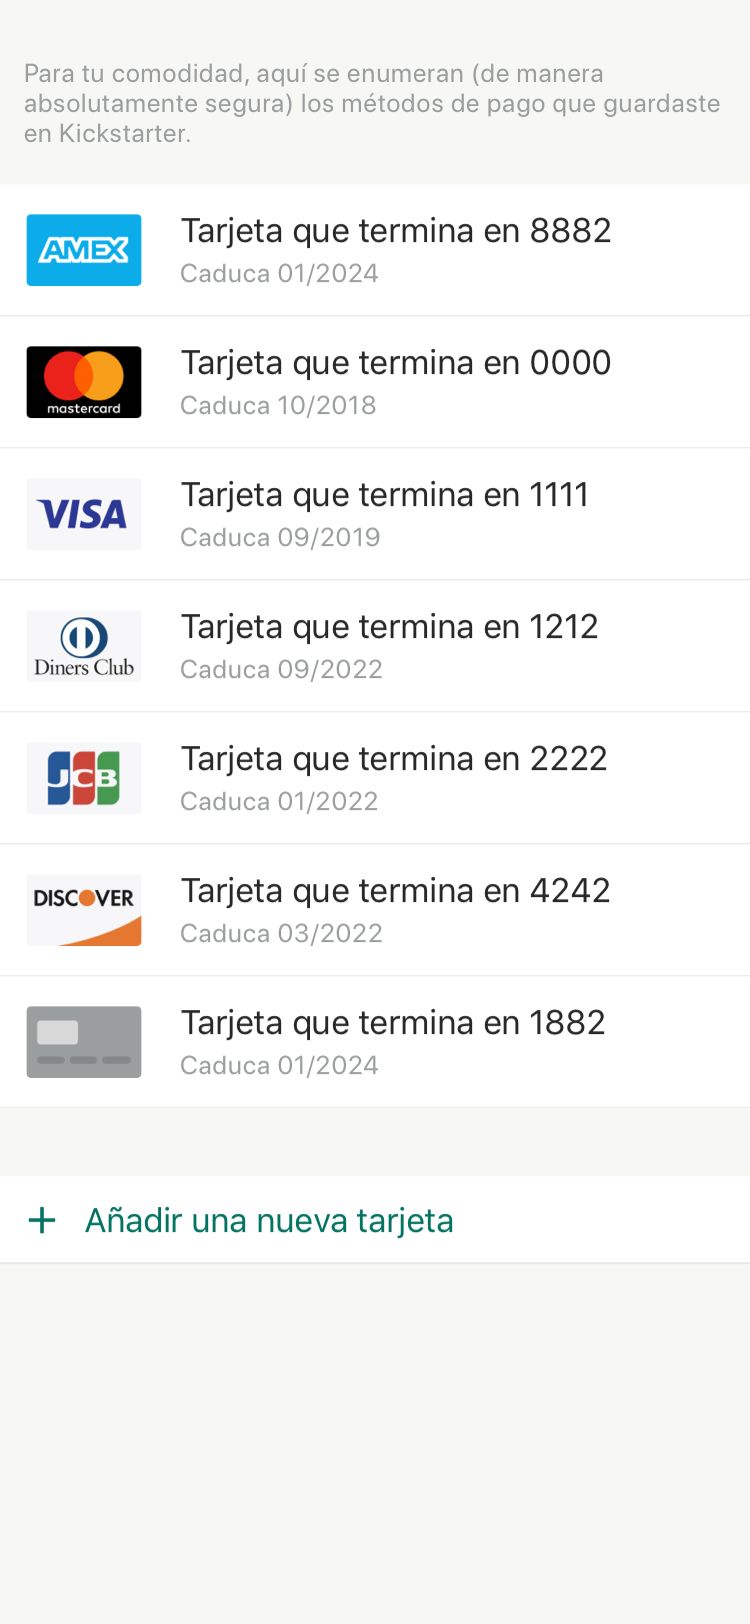 Para tu comodidad, aquí se enumeran (de manera
absolutamente segura) los métodos de pago que guardaste
en Kickstarter.
AMEX
Tarjeta que termina en 8882
Caduca 01/2024
mastercard
Tarjeta que termina en 0000
Caduca 10/2018
VISA
Tarjeta que termina en 1111
Caduca 09/2019
Diners Club
Tarjeta que termina en 1212
Caduca 09/2022
JCB
Tarjeta que termina en 2222
Caduca 01/2022
DISCOVER
Tarjeta que termina en 4242
Caduca 03/2022
Tarjeta que termina en 1882
Caduca 01/2024
+ Añadir una nueva tarjeta